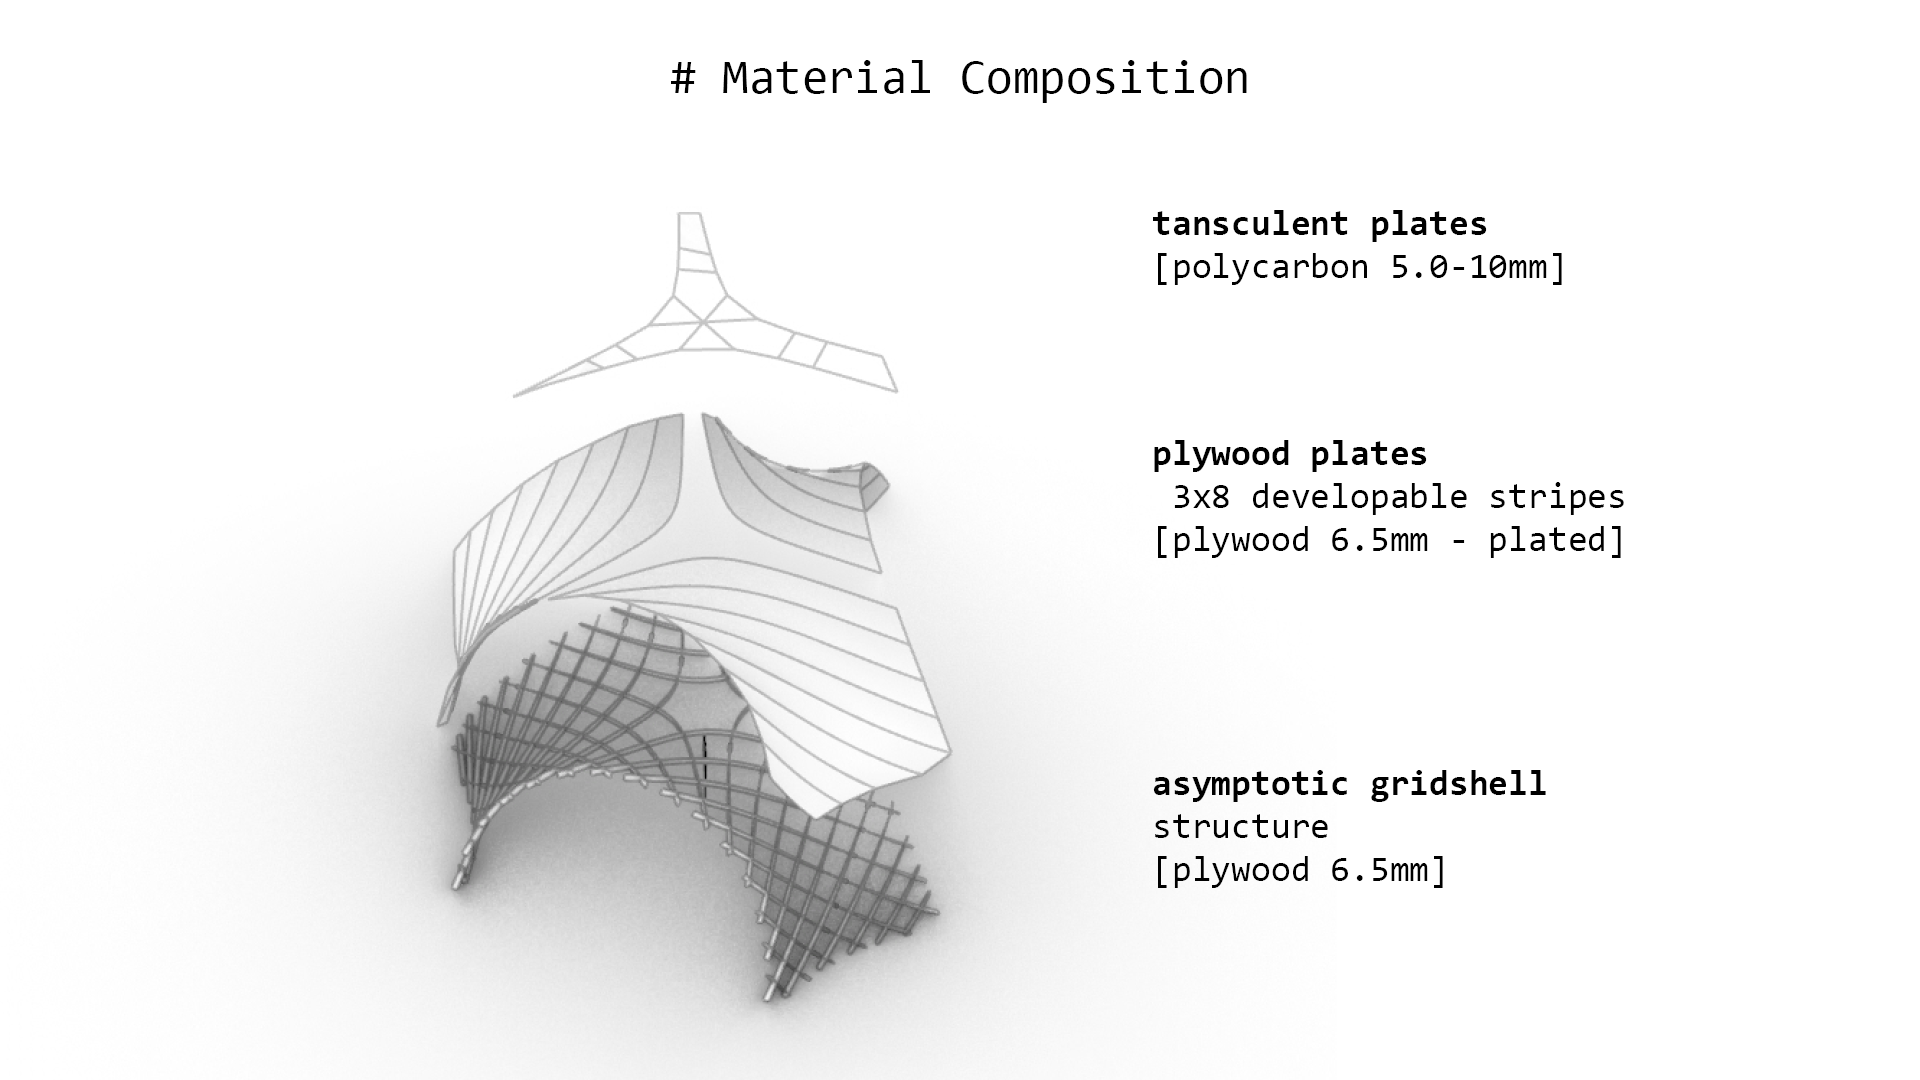 # Material Composition
tansculent plates
[polycarbon 5.0-10mm]
plywood plates
3x8 developable stripes
[plywood 6.5mm - plated]
asymptotic gridshell
structure
[plywood 6.5mm]